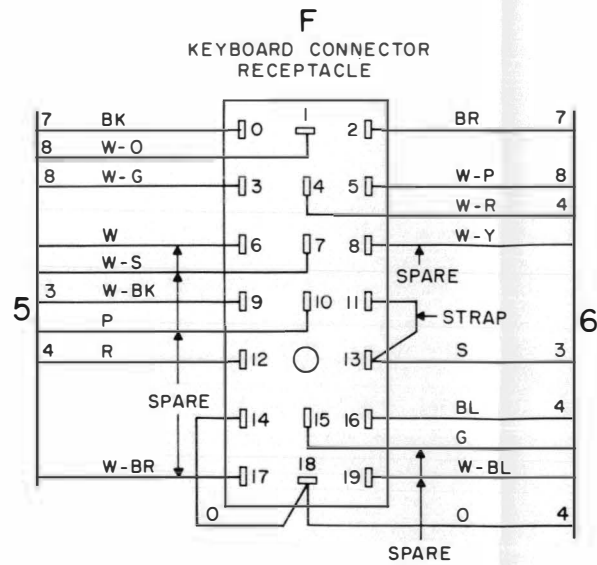 F
KEYBOARD CONNECTOR
RECEPTACLE
7 BK 0 1 2 BR 7
8 W-O
8 W-G 3 4 5 W-P 8
W-R 4
W 6 7 8 W-Y
W-S SPARE
3 W-BK 9 10 11
5 P STRAP 6
4 R 12 13 S 3
SPARE 14 15 16 BL 4
G
W-BR 17 18 19 W-BL
O O 4
SPARE